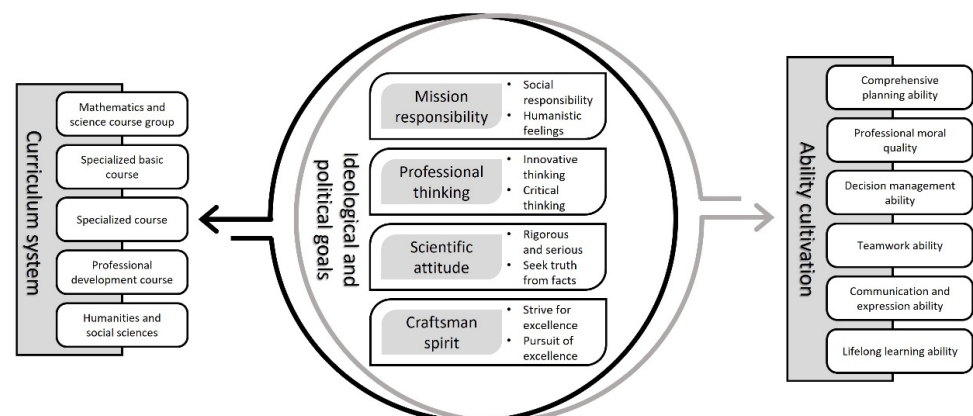 Curriculum system
Mathematics and
science course group
Specialized basic
course
Specialized course
Professional
development course
Humanities and
social sciences
Ideological and
political goals
Mission
responsibility
• Social
responsibility
• Humanistic
feelings
Professional
thinking
• Innovative
thinking
• Critical
thinking
Scientific
attitude
• Rigorous
and serious
• Seek truth
from facts
Craftsman
spirit
• Strive for
excellence
• Pursuit of
excellence
Ability cultivation
Comprehensive
planning ability
Professional moral
quality
Decision management
ability
Teamwork ability
Communication and
expression ability
Lifelong learning ability